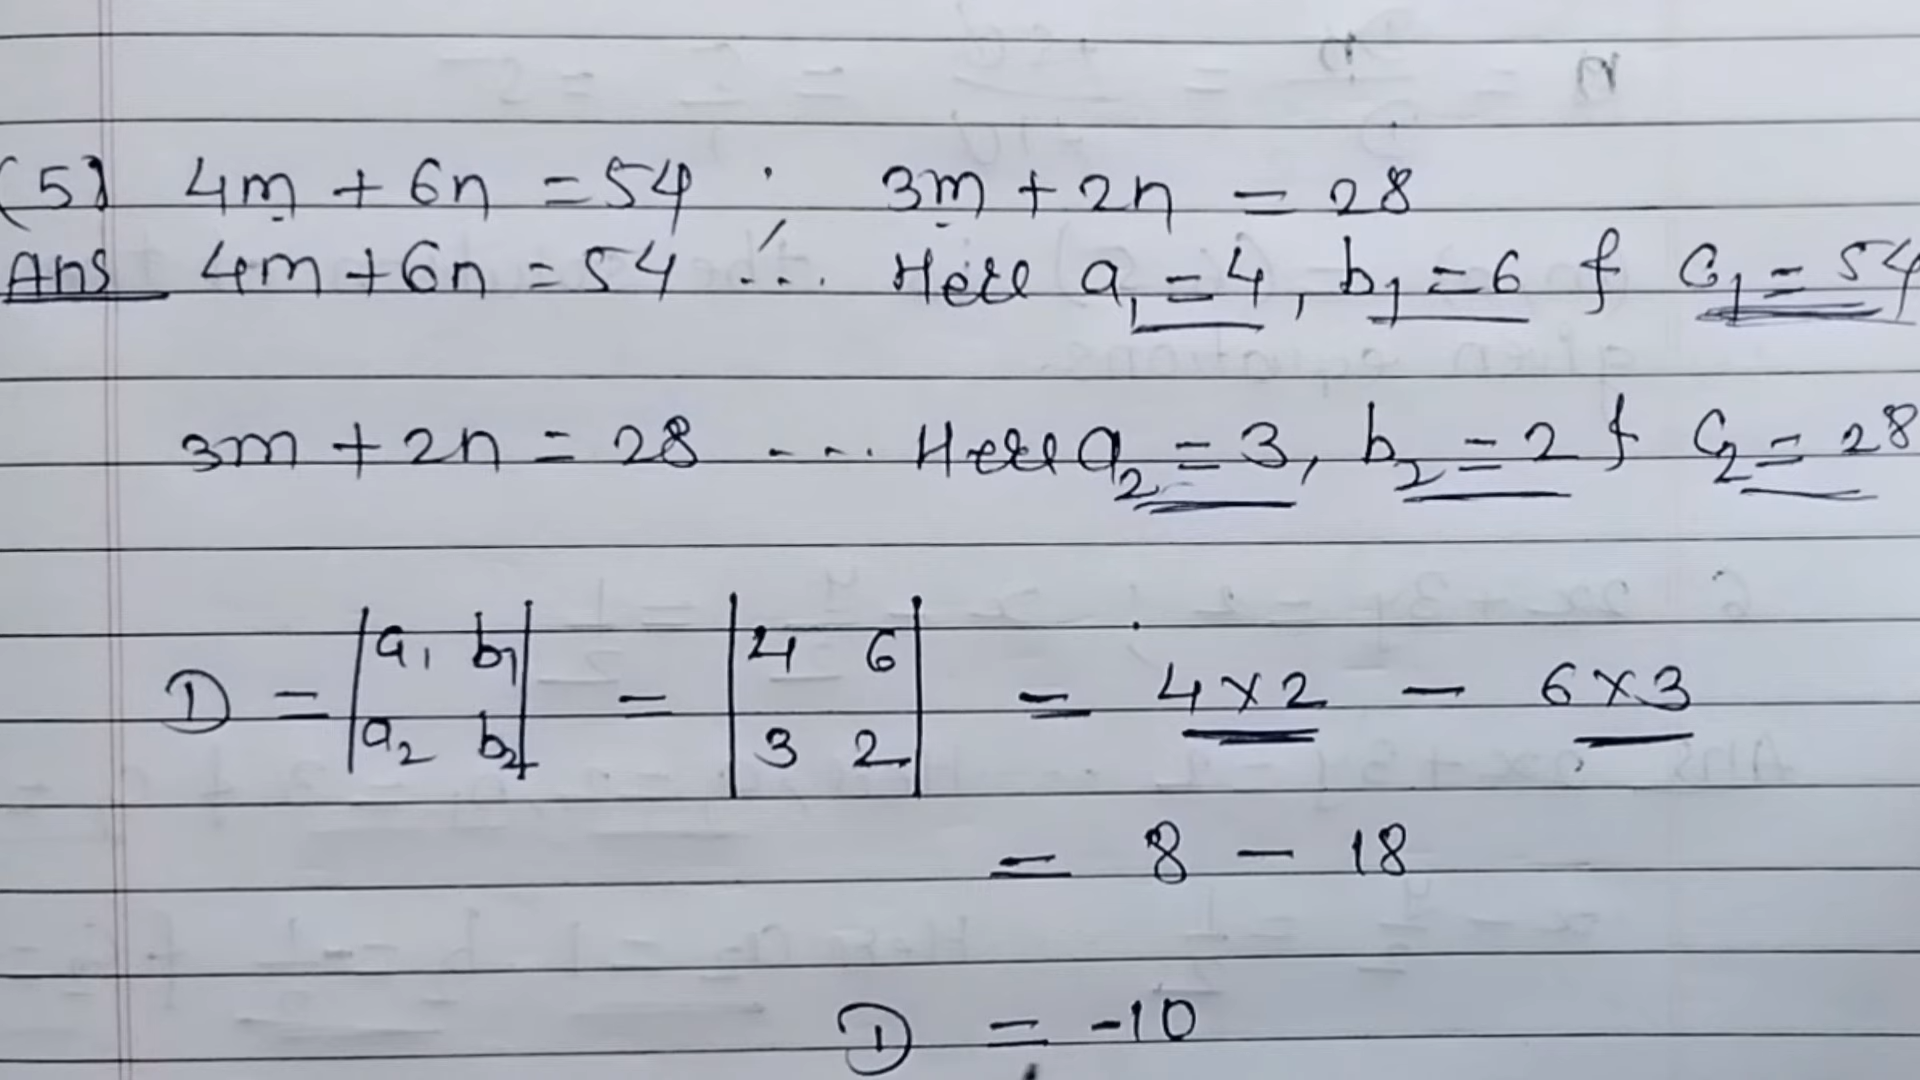 (5) 4m + 6n = 54 ; 3m + 2n = 28
Ans 4m + 6n = 54 ... Here a₁ = 4, b₁ = 6 & c₁ = 54
3m + 2n = 28 ... Here a₂ = 3, b₂ = 2 & c₂ = 28
D = |a₁ b₁| = |4 6| = 4×2 − 6×3
|a₂ b₂| |3 2|
= 8 − 18
D = -10